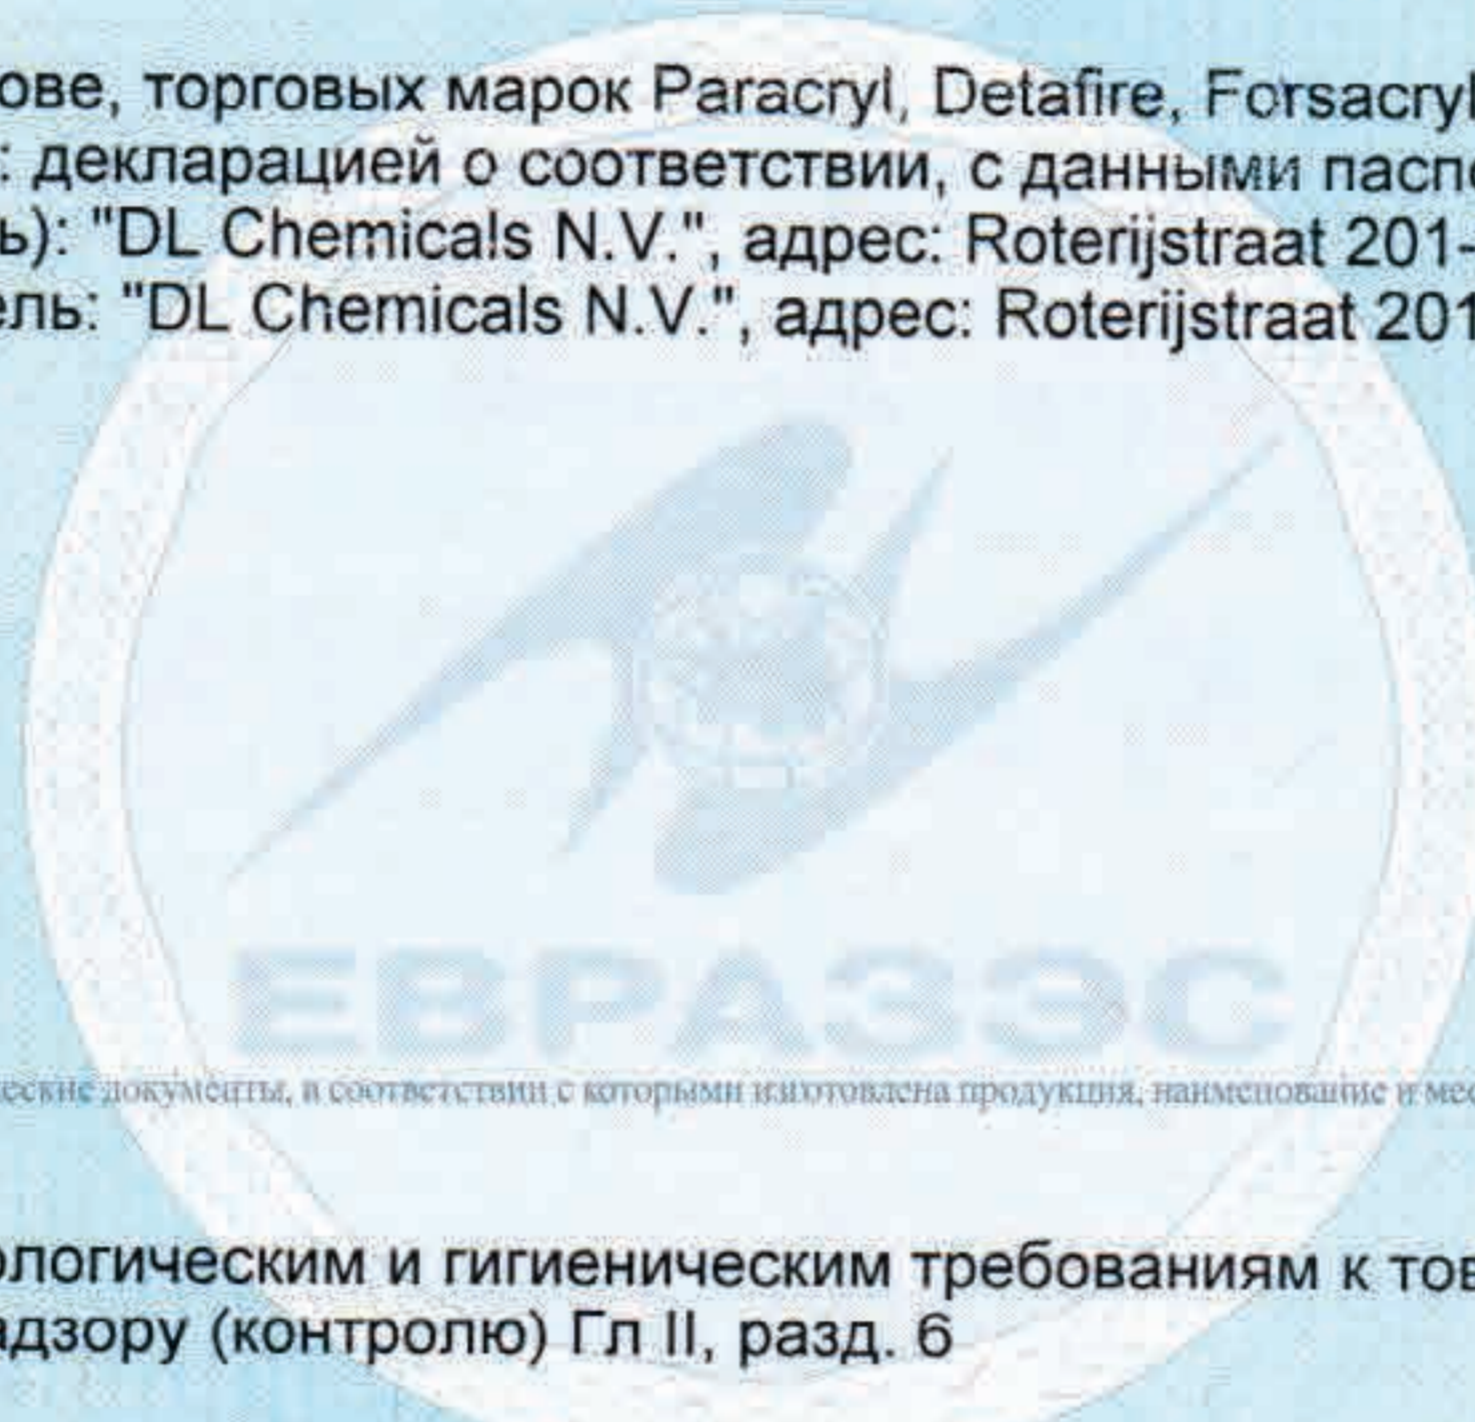 ове, торговых марок Paracryl, Detafire, Forsacryl
: декларацией о соответствии, с данными паспо
ь): "DL Chemicals N.V.", адрес: Roterijstraat 201-
ель: "DL Chemicals N.V.", адрес: Roterijstraat 201
ЕВРАЗЭС
еские документы, в соответствии с которыми изготовлена продукция, наименование и мес
ологическим и гигиеническим требованиям к тов
адзору (контролю) Гл II, разд. 6